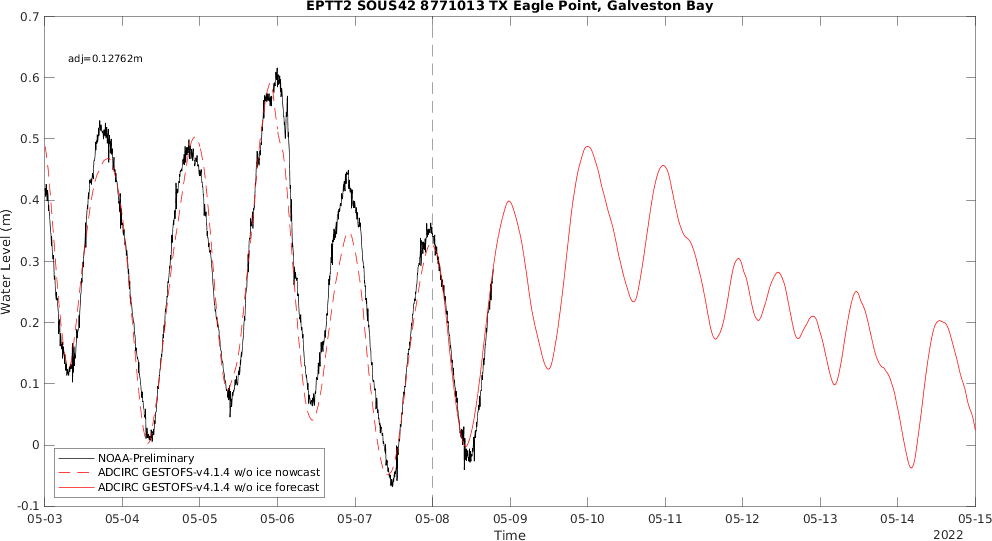 EPTT2 SOUS42 8771013 TX Eagle Point, Galveston Bay
adj=0.12762m
0.7
0.6
0.5
0.4
0.3
0.2
0.1
0
-0.1
Water Level (m)
NOAA-Preliminary
ADCIRC GESTOFS-v4.1.4 w/o ice nowcast
ADCIRC GESTOFS-v4.1.4 w/o ice forecast
05-03 05-04 05-05 05-06 05-07 05-08 05-09 05-10 05-11 05-12 05-13 05-14 05-15
Time
2022